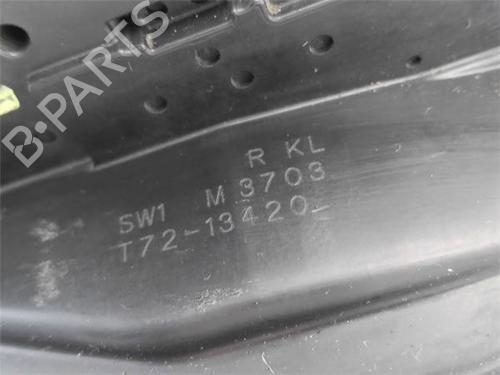 B-PARTS
R KL
SW1 M 3703
T72-13420-